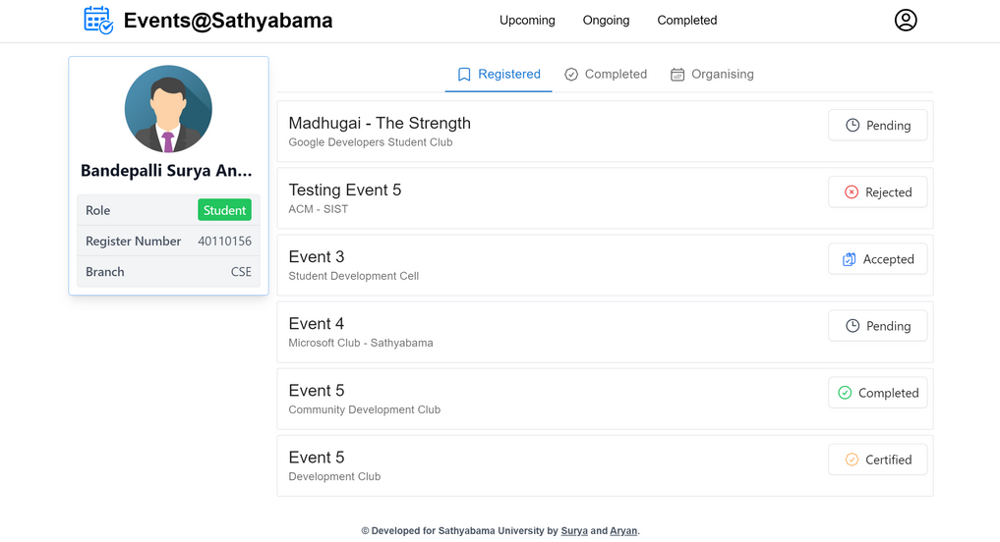 Events@Sathyabama
Upcoming Ongoing Completed
Bandepalli Surya An...
Role Student
Register Number 40110156
Branch CSE
Registered Completed Organising
Madhugai - The Strength
Google Developers Student Club
Pending
Testing Event 5
ACM - SIST
Rejected
Event 3
Student Development Cell
Accepted
Event 4
Microsoft Club - Sathyabama
Pending
Event 5
Community Development Club
Completed
Event 5
Development Club
Certified
© Developed for Sathyabama University by Surya and Aryan.